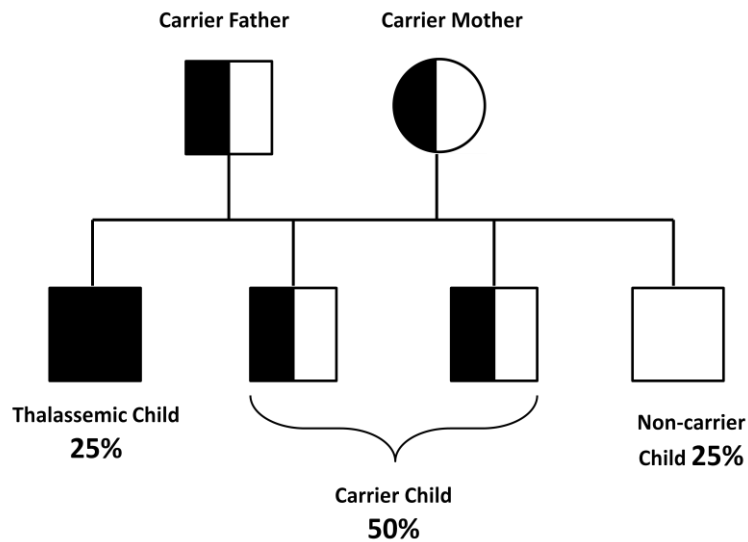 Carrier Father
Carrier Mother
Thalassemic Child
25%
Non-carrier
Child 25%
Carrier Child
50%